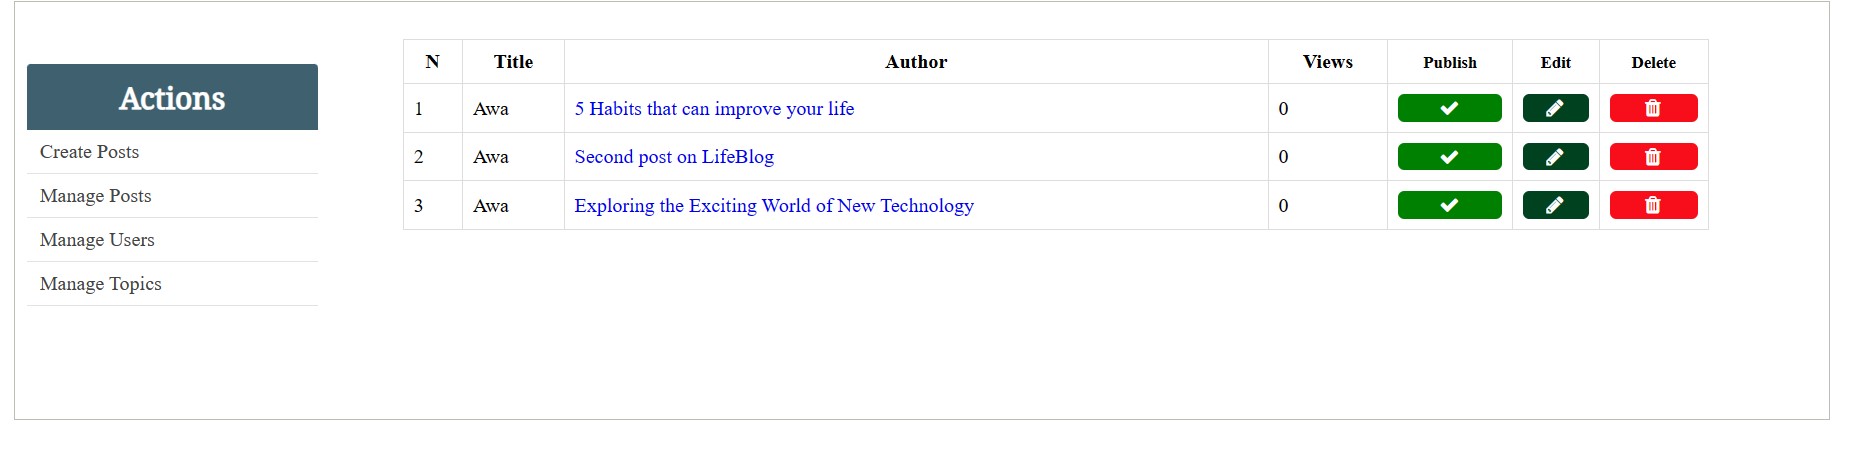 Actions
Create Posts
Manage Posts
Manage Users
Manage Topics
N Title Author Views Publish Edit Delete
1 Awa 5 Habits that can improve your life 0
2 Awa Second post on LifeBlog 0
3 Awa Exploring the Exciting World of New Technology 0